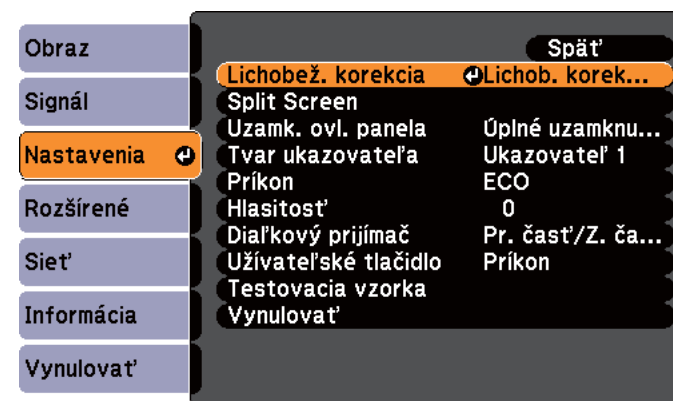 Obraz
Signál
Nastavenia
Rozšírené
Sieť
Informácia
Vynulovať
Späť
Lichobež. korekcia Lichob. korek...
Split Screen
Uzamk. ovl. panela Úplné uzamknu...
Tvar ukazovateľa Ukazovateľ 1
Príkon ECO
Hlasitosť 0
Diaľkový prijímač Pr. časť/Z. ča...
Užívateľské tlačidlo Príkon
Testovacia vzorka
Vynulovať